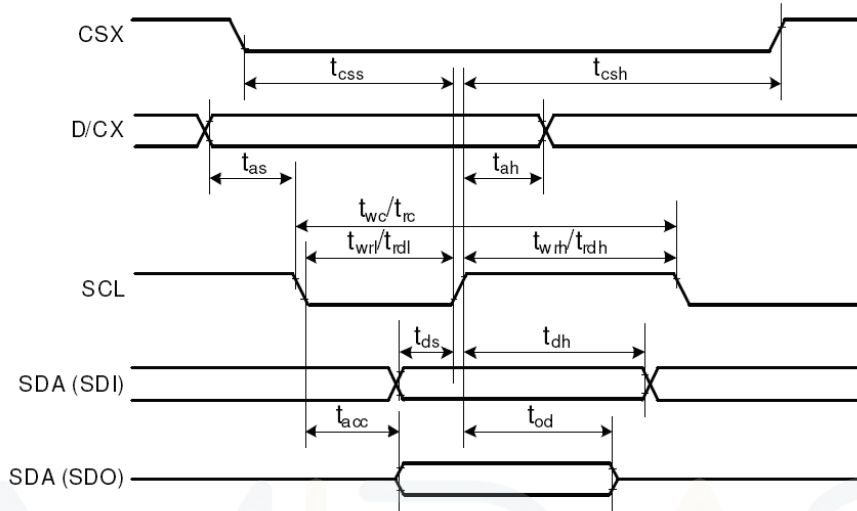 CSX
tcss
tcsh
D/CX
tas
tah
twc/trc
twrl/trdl
twrh/trdh
SCL
tds
tdh
SDA (SDI)
tacc
tod
SDA (SDO)